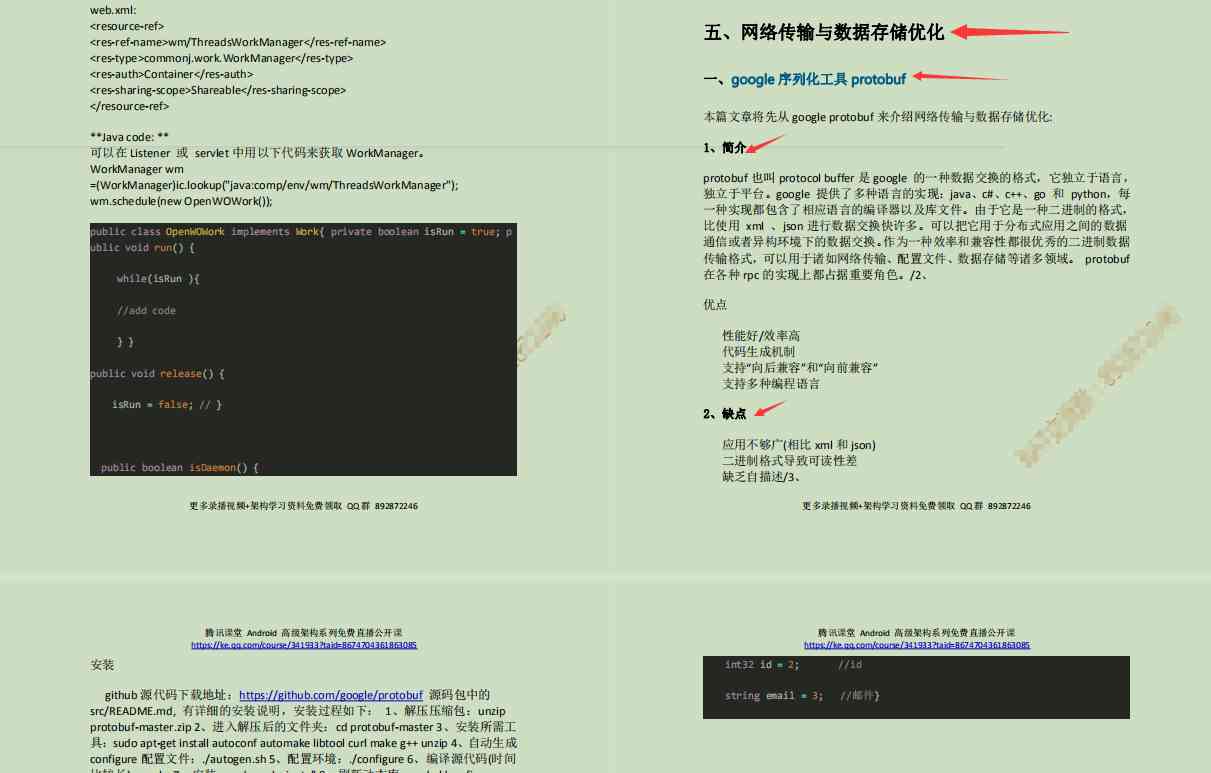 web.xml:
<resource-ref>
<res-ref-name>wm/ThreadsWorkManager</res-ref-name>
<res-type>commonj.work.WorkManager</res-type>
<res-auth>Container</res-auth>
<res-sharing-scope>Shareable</res-sharing-scope>
</resource-ref>
**Java code: **
可以在 Listener 或 servlet 中用以下代码来获取 WorkManager。
WorkManager wm
=(WorkManager)ic.lookup("java:comp/env/wm/ThreadsWorkManager");
wm.schedule(new OpenWOWork());
public class OpenWOWork implements Work{ private boolean isRun = true; p
ublic void run() {
while(isRun ){
//add code
} }
public void release() {
isRun = false; // }
public boolean isDaemon() {
更多录播视频+架构学习资料免费领取 QQ 群 892872246
五、网络传输与数据存储优化
一、google 序列化工具 protobuf
本篇文章将先从 google protobuf 来介绍网络传输与数据存储优化:
1、简介
protobuf 也叫 protocol buffer 是 google 的一种数据交换的格式，它独立于语言，
独立于平台。google 提供了多种语言的实现：java、c#、c++、go 和 python，每
一种实现都包含了相应语言的编译器以及库文件。由于它是一种二进制的格式，
比使用 xml 、json 进行数据交换快许多。可以把它用于分布式应用之间的数据
通信或者异构环境下的数据交换。作为一种效率和兼容性都很优秀的二进制数据
传输格式，可以用于诸如网络传输、配置文件、数据存储等诸多领域。 protobuf
在各种 rpc 的实现上都占据重要角色。/2、
优点
性能好/效率高
代码生成机制
支持“向后兼容”和“向前兼容”
支持多种编程语言
2、缺点
应用不够广(相比 xml 和 json)
二进制格式导致可读性差
缺乏自描述/3、
更多录播视频+架构学习资料免费领取 QQ 群 892872246
腾讯课堂 Android 高级架构系列免费直播公开课
https://ke.qq.com/course/341933?taid=8674704361863085
安装
github 源代码下载地址：https://github.com/google/protobuf 源码包中的
src/README.md, 有详细的安装说明，安装过程如下： 1、解压压缩包：unzip
protobuf-master.zip 2、进入解压后的文件夹：cd protobuf-master 3、安装所需工
具：sudo apt-get install autoconf automake libtool curl make g++ unzip 4、自动生成
configure 配置文件：./autogen.sh 5、配置环境：./configure 6、编译源代码(时间
腾讯课堂 Android 高级架构系列免费直播公开课
https://ke.qq.com/course/341933?taid=8674704361863085
int32 id = 2; //id
string email = 3; //邮件}